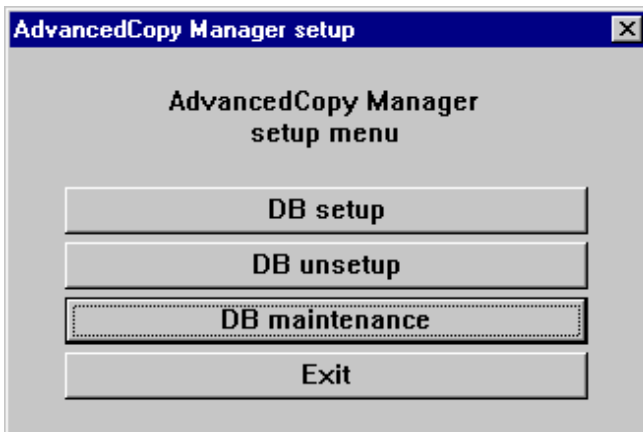 AdvancedCopy Manager setup
AdvancedCopy Manager
setup menu
DB setup
DB unsetup
DB maintenance
Exit